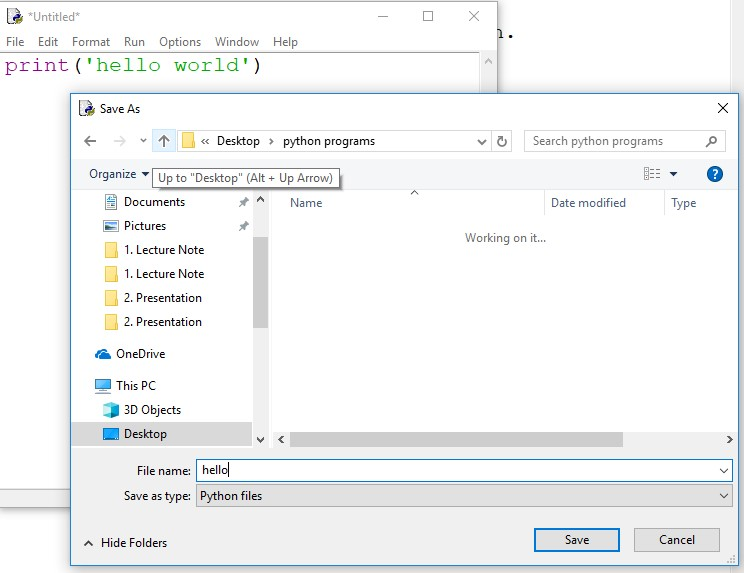 *Untitled*
File Edit Format Run Options Window Help
n.
print('hello world')
Save As
« Desktop › python programs
Search python programs
Organize
Up to "Desktop" (Alt + Up Arrow)
?
Documents
Pictures
1. Lecture Note
1. Lecture Note
2. Presentation
2. Presentation
OneDrive
This PC
3D Objects
Desktop
Name Date modified Type
Working on it...
File name: hello
Save as type: Python files
Hide Folders
Save Cancel